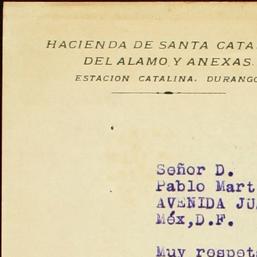 HACIENDA DE SANTA CATA
DEL ALAMO, Y ANEXAS.
ESTACION CATALINA. DURANGO
Señor D.
Pablo Mart
AVENIDA JU
Méx,D.F.
Muy respet